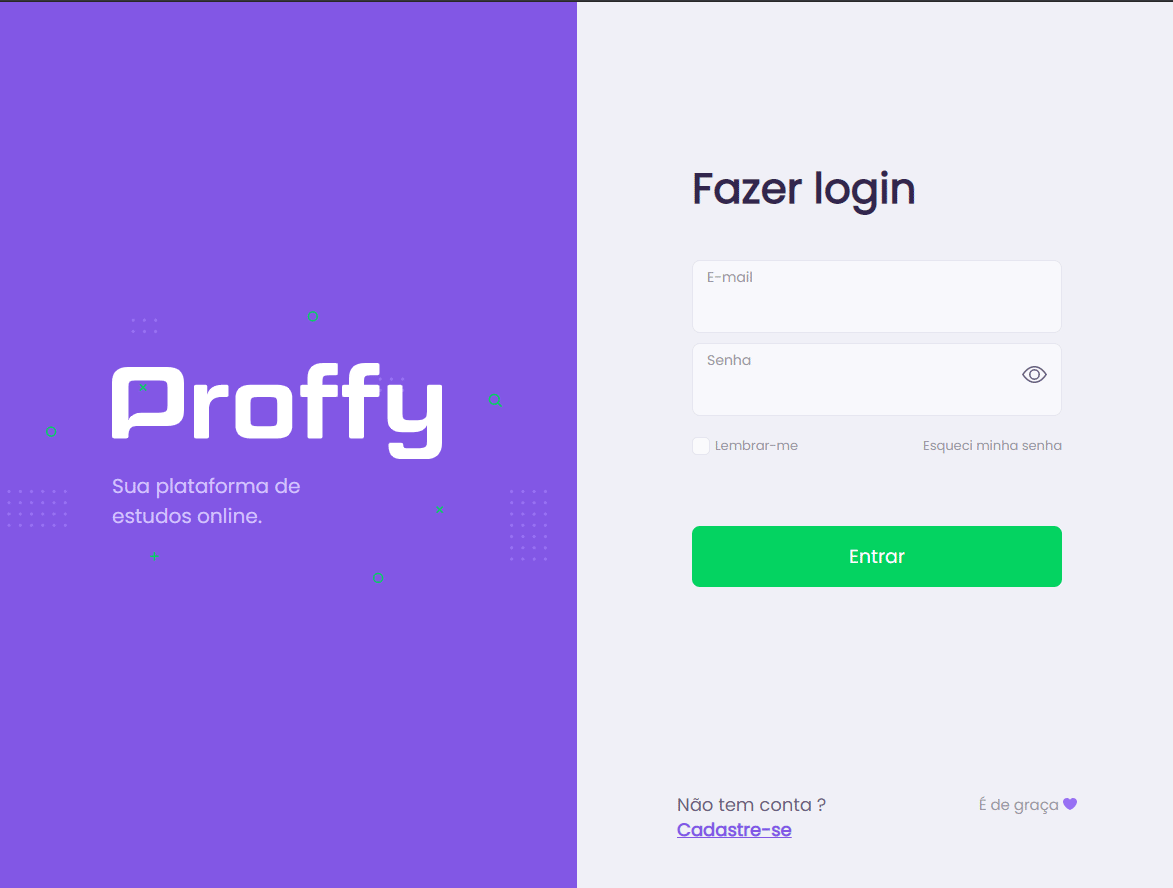 Proffy
Sua plataforma de
estudos online.
Fazer login
E-mail
Senha
Lembrar-me
Esqueci minha senha
Entrar
Não tem conta ?
Cadastre-se
É de graça